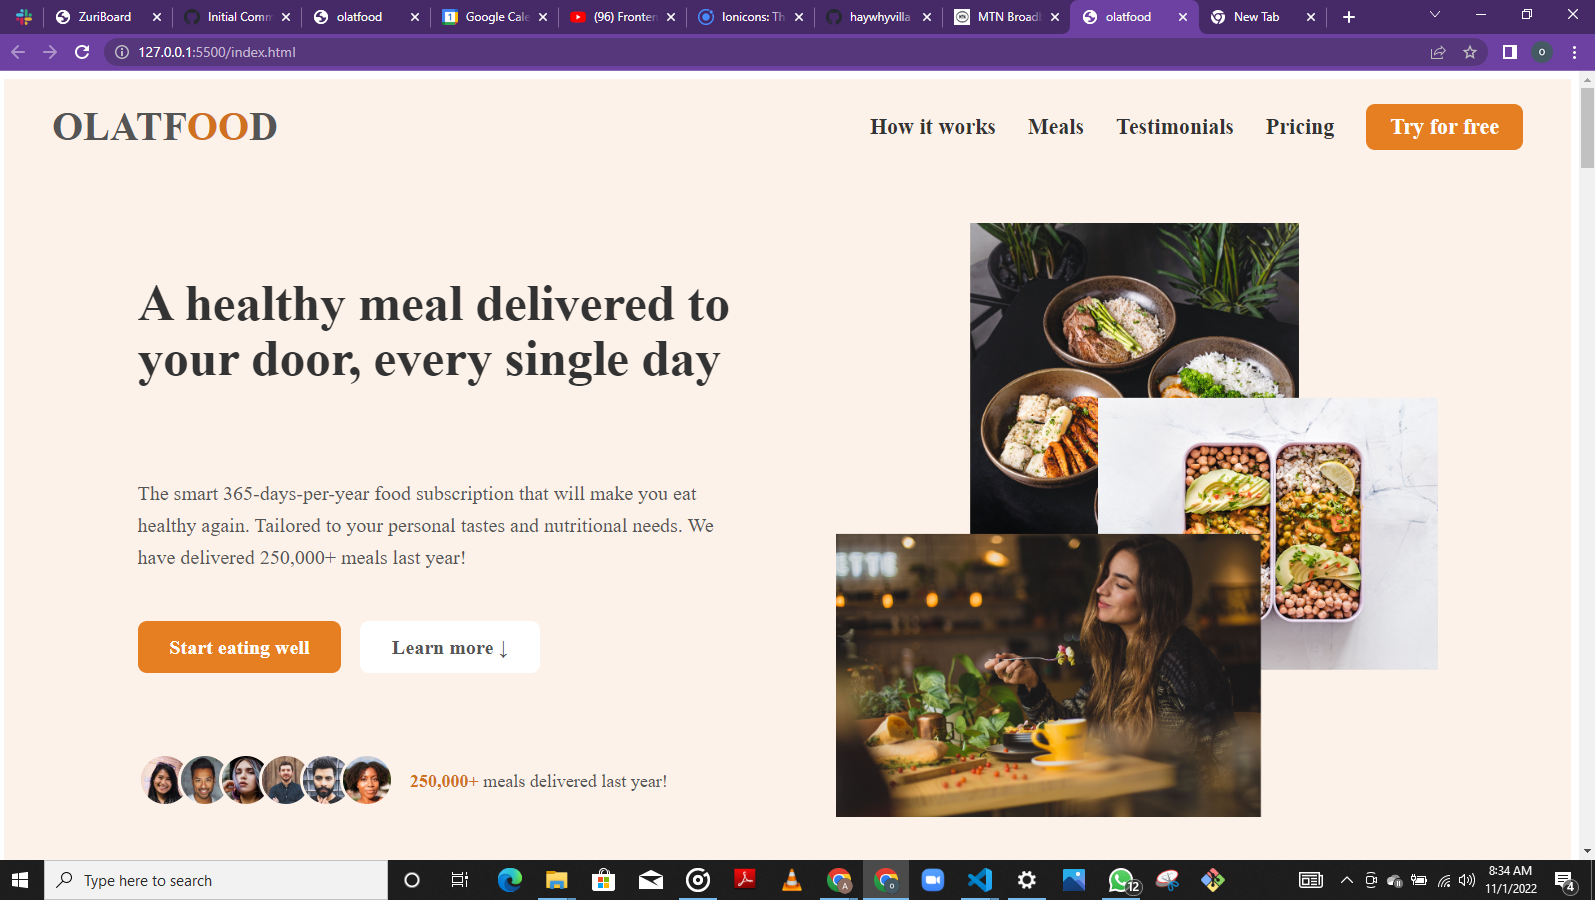 ZuriBoard
Initial Comm
olatfood
Google Cale
(96) Fronten
Ionicons: Th
haywhyvilla
MTN Broadb
olatfood
New Tab
127.0.0.1:5500/index.html
o
OLATFOOD
How it works
Meals
Testimonials
Pricing
Try for free
A healthy meal delivered to
your door, every single day
The smart 365-days-per-year food subscription that will make you eat
healthy again. Tailored to your personal tastes and nutritional needs. We
have delivered 250,000+ meals last year!
Start eating well
Learn more ↓
250,000+ meals delivered last year!
ETTE
Type here to search
A
o
12
8:34 AM
11/1/2022
4